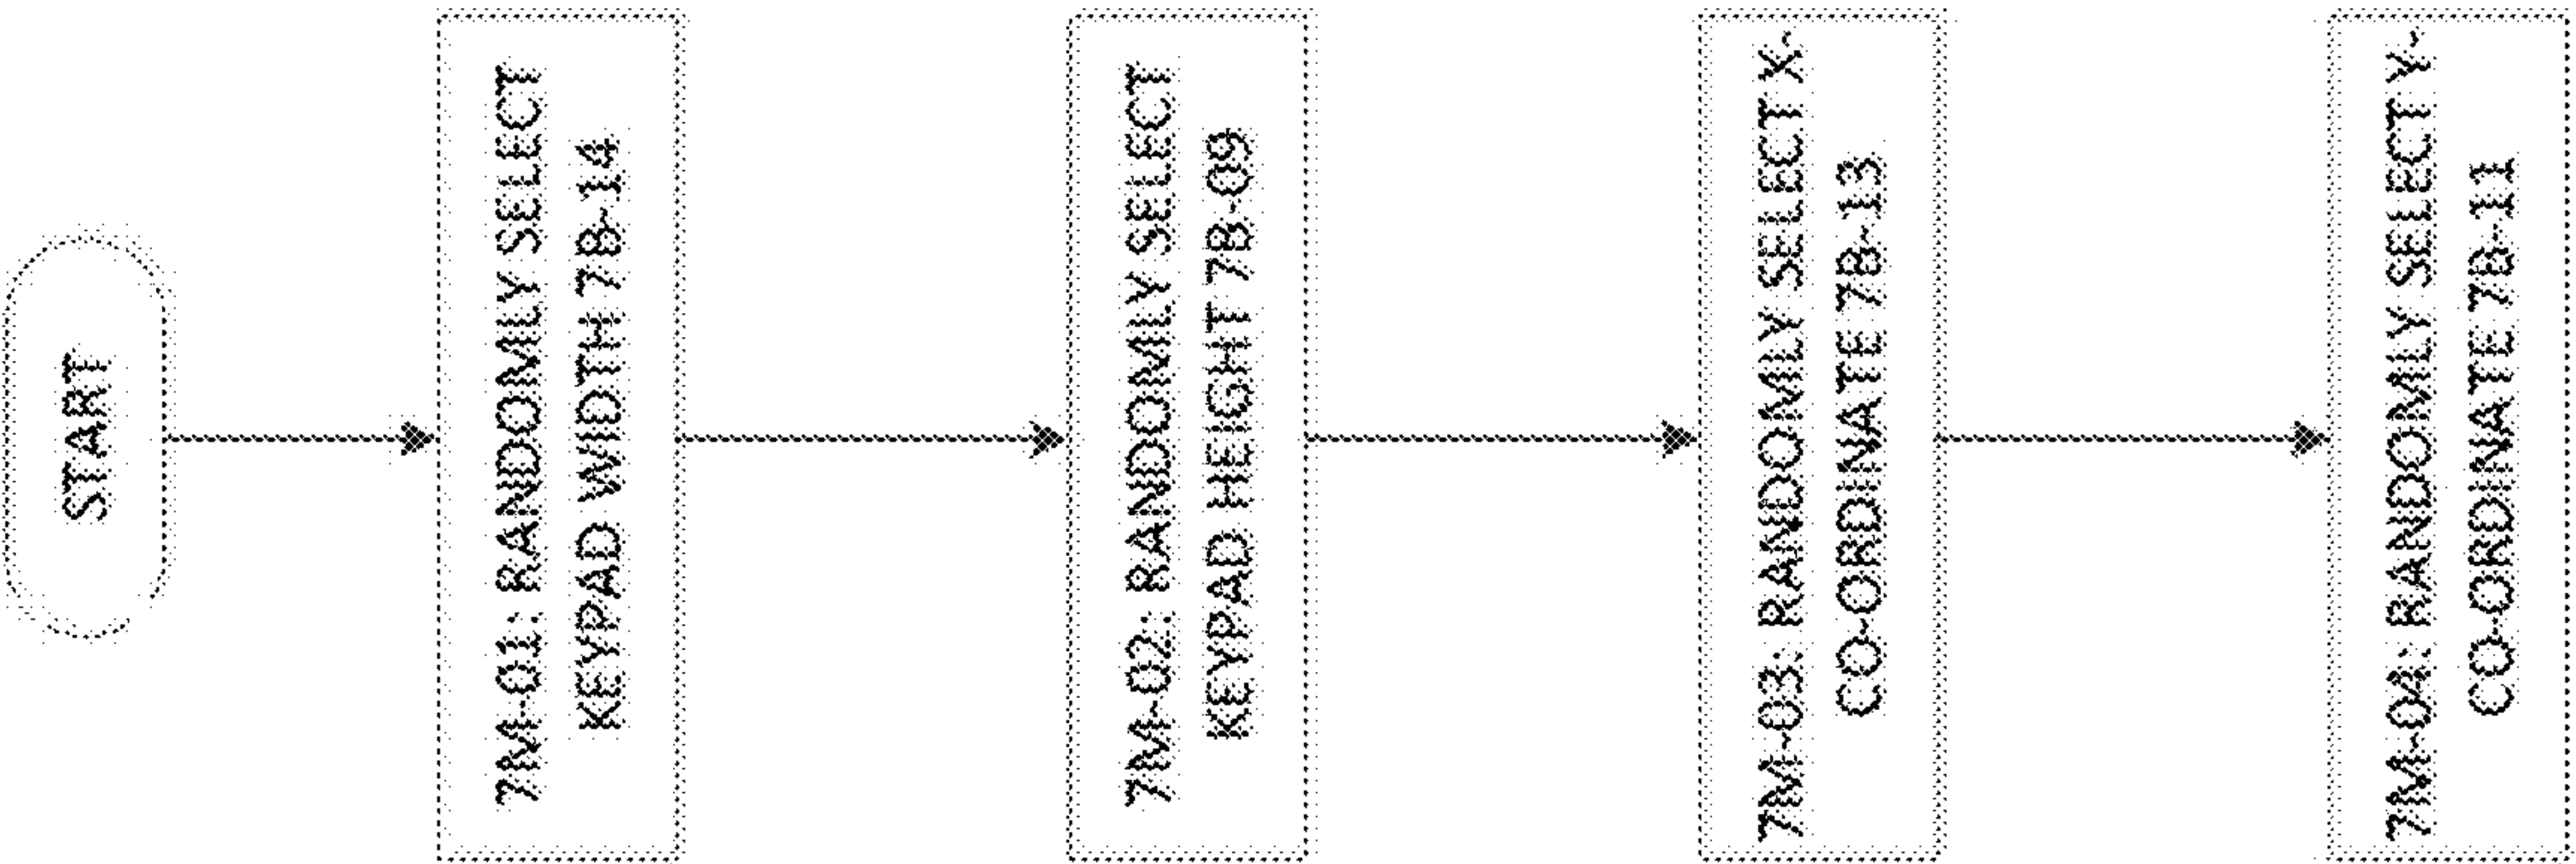 START
7M-01: RANDOMLY SELECT
KEYPAD WIDTH 7B-14
7M-02: RANDOMLY SELECT
KEYPAD HEIGHT 7B-09
7M-03: RANDOMLY SELECT X-
CO-ORDINATE 7B-13
7M-04: RANDOMLY SELECT Y-
CO-ORDINATE 7B-11